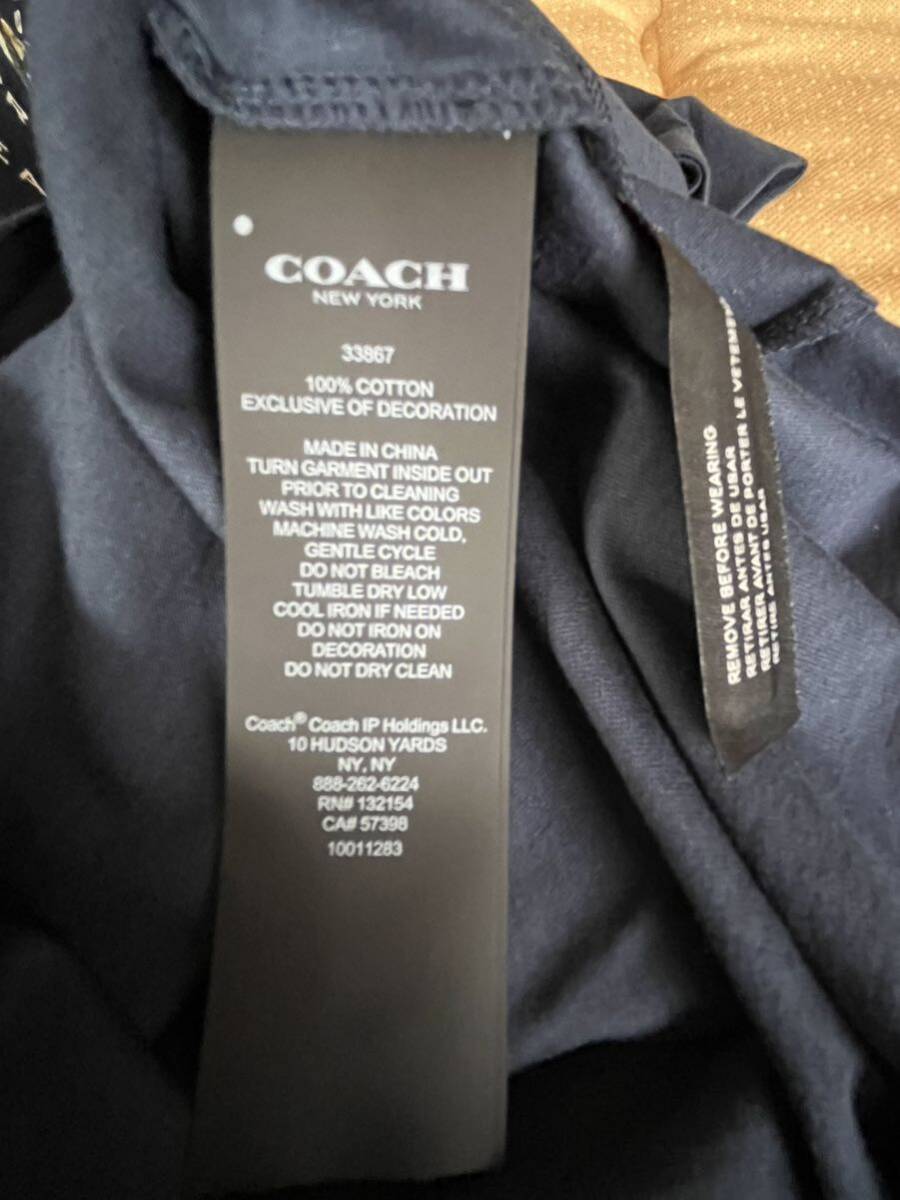 COACH
NEW YORK
33867
100% COTTON
EXCLUSIVE OF DECORATION
MADE IN CHINA
TURN GARMENT INSIDE OUT
PRIOR TO CLEANING
WASH WITH LIKE COLORS
MACHINE WASH COLD,
GENTLE CYCLE
DO NOT BLEACH
TUMBLE DRY LOW
COOL IRON IF NEEDED
DO NOT IRON ON
DECORATION
DO NOT DRY CLEAN
Coach® Coach IP Holdings LLC.
10 HUDSON YARDS
NY, NY
888-262-6224
RN# 132154
CA# 57398
10011283
REMOVE BEFORE WEARING
RETIRAR ANTES DE USAR
RETIRER AVANT DE PORTER LE VETEME
RETIRE ANTES USA